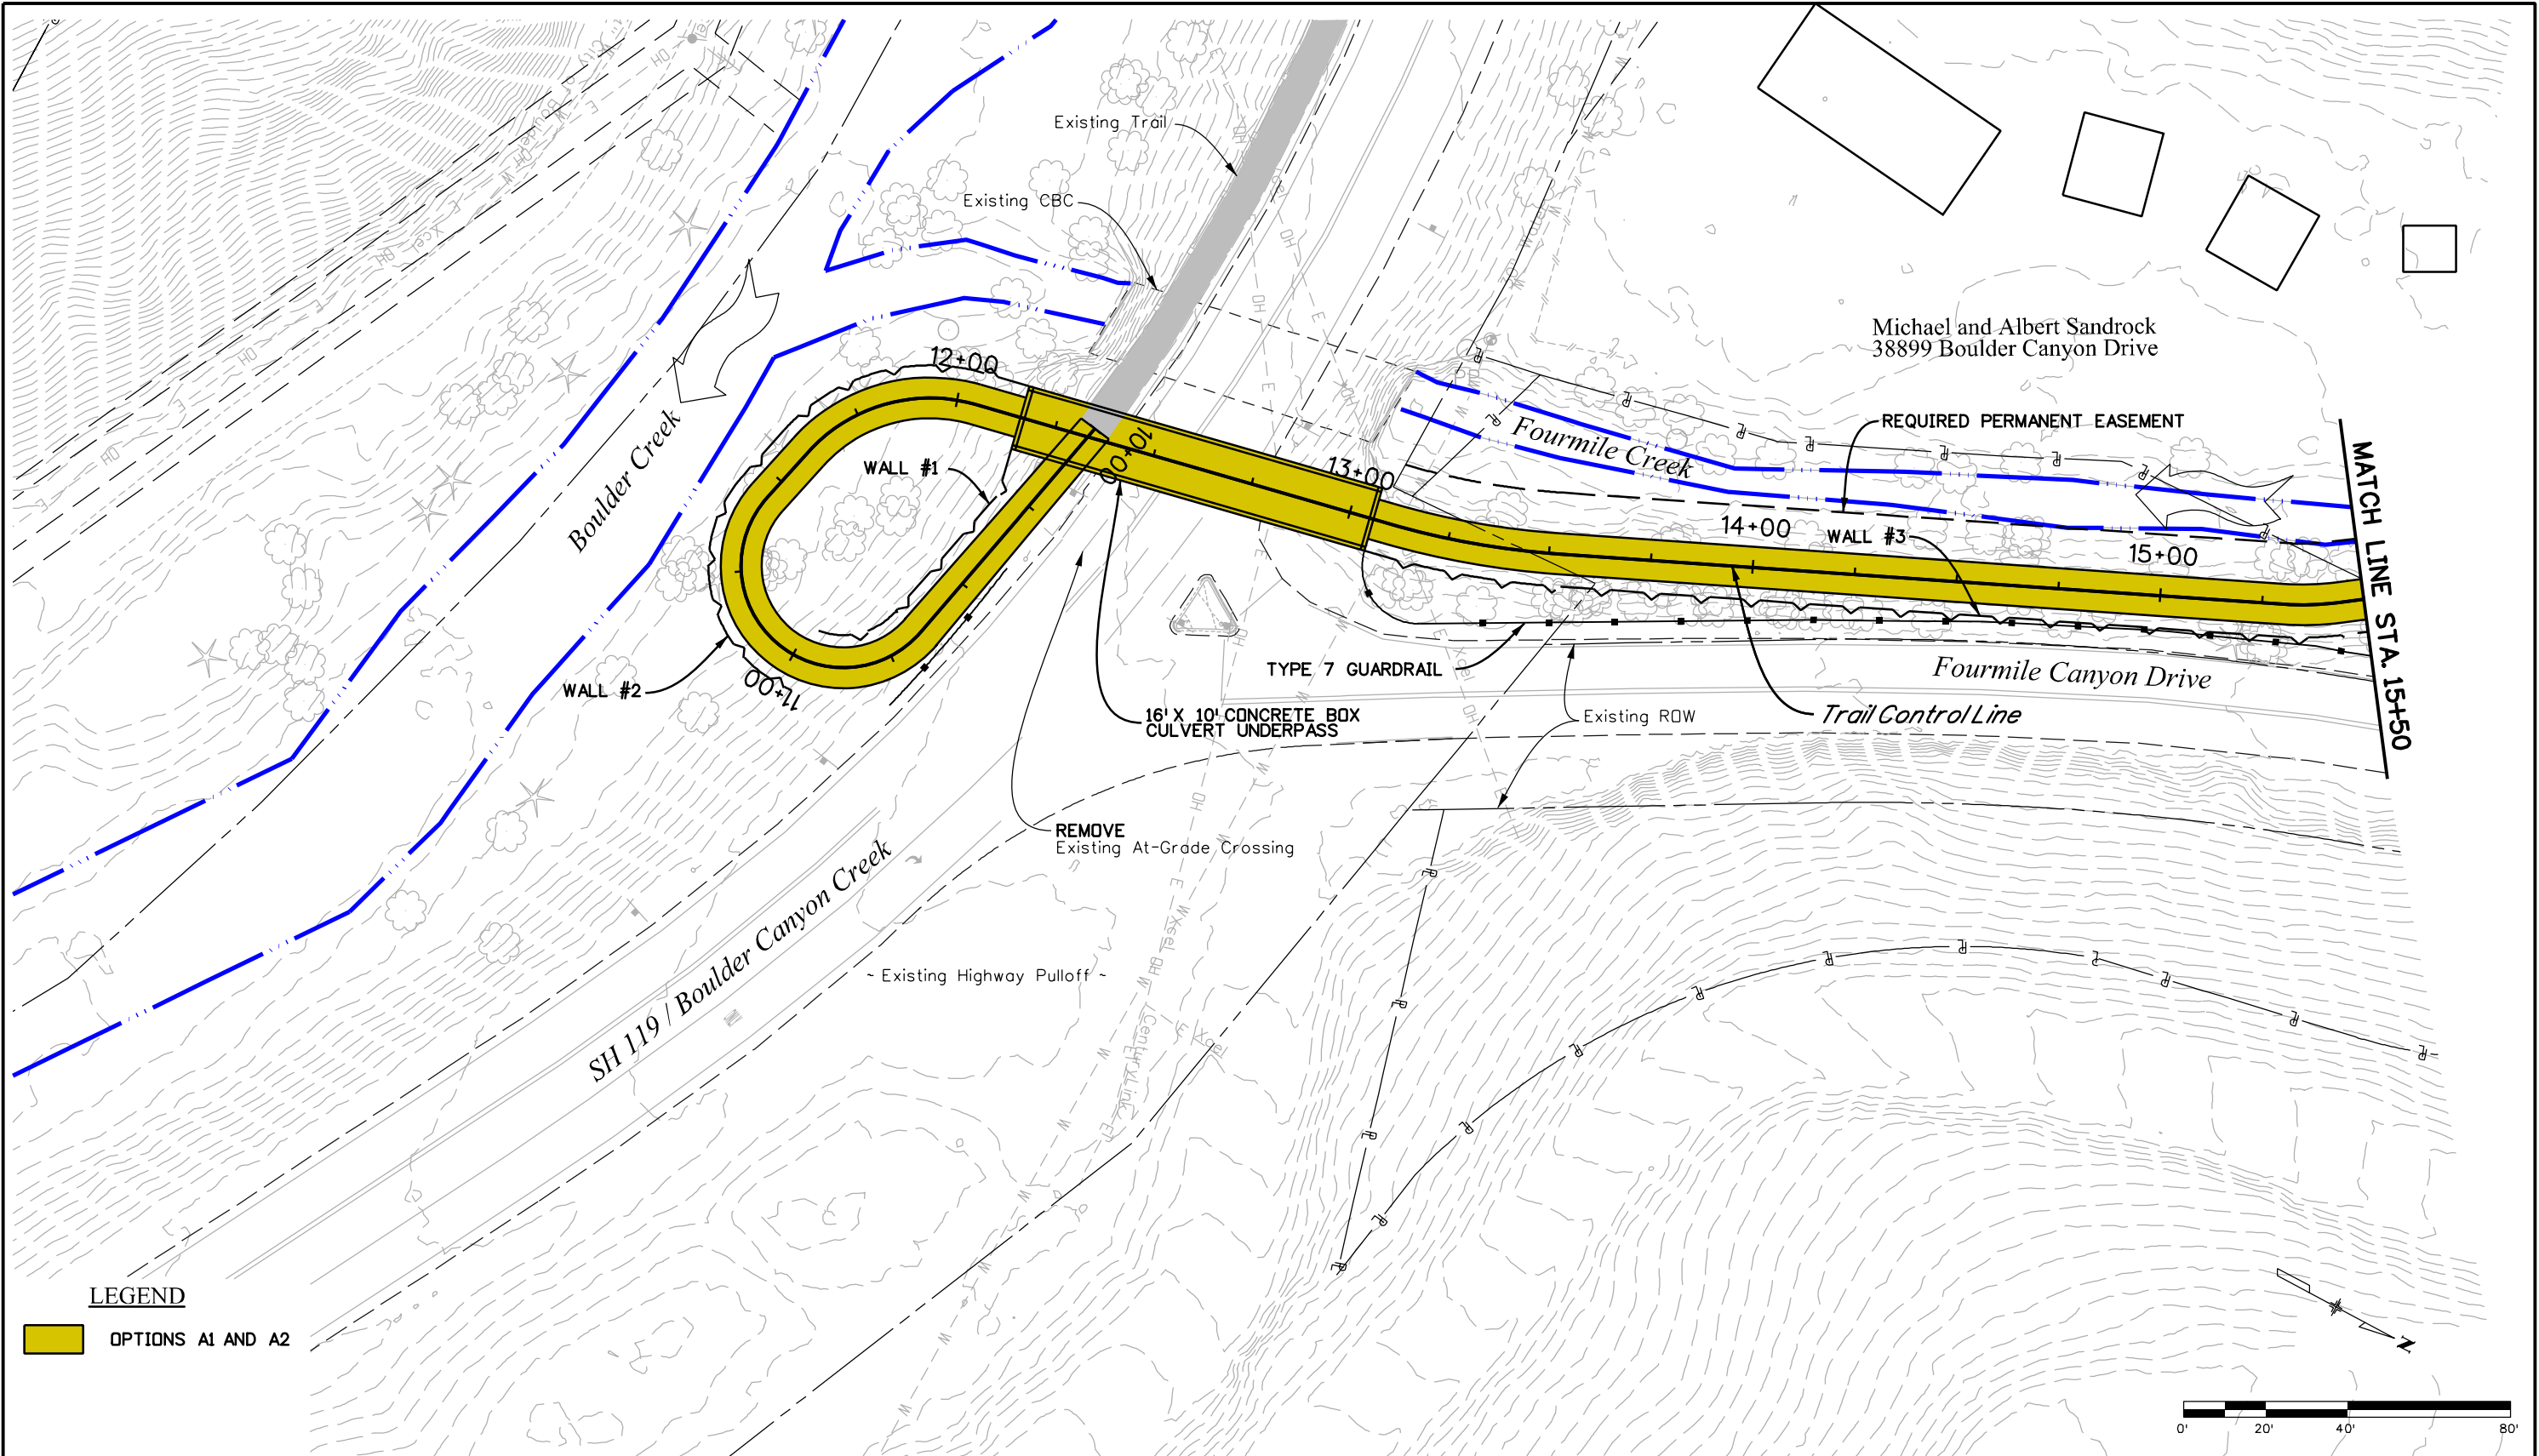 Existing Trail
Existing CBC
Michael and Albert Sandrock
38899 Boulder Canyon Drive
REQUIRED PERMANENT EASEMENT
Boulder Creek
Fourmile Creek
WALL #1
WALL #2
WALL #3
10+00
11+00
12+00
13+00
14+00
15+00
MATCH LINE STA. 15+50
TYPE 7 GUARDRAIL
Fourmile Canyon Drive
16' X 10' CONCRETE BOX
CULVERT UNDERPASS
Existing ROW
Trail Control Line
REMOVE
Existing At-Grade Crossing
SH 119 / Boulder Canyon Creek
~ Existing Highway Pulloff ~
LEGEND
OPTIONS A1 AND A2
N
0' 20' 40' 80'